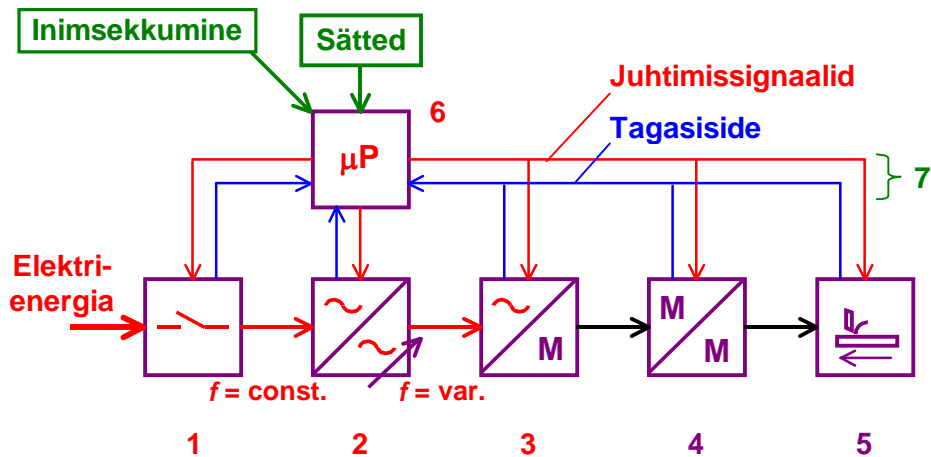 Inimsekkumine
Sätted
Juhtimissignaalid
6
Tagasiside
μP
7
Elektri-
energia
M
M
M
f = const.
f = var.
1
2
3
4
5